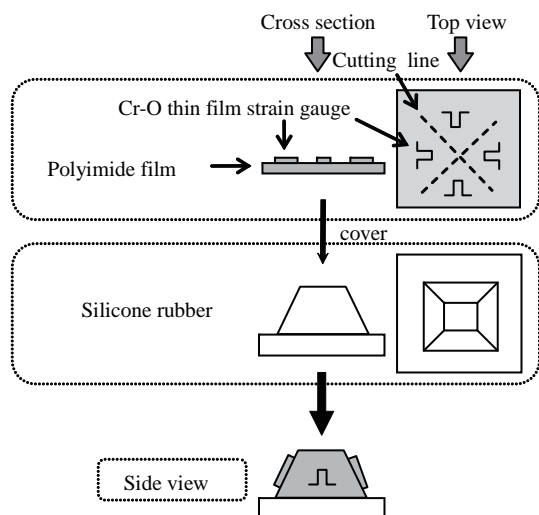 Cross section
Top view
Cutting line
Cr-O thin film strain gauge
Polyimide film
cover
Silicone rubber
Side view